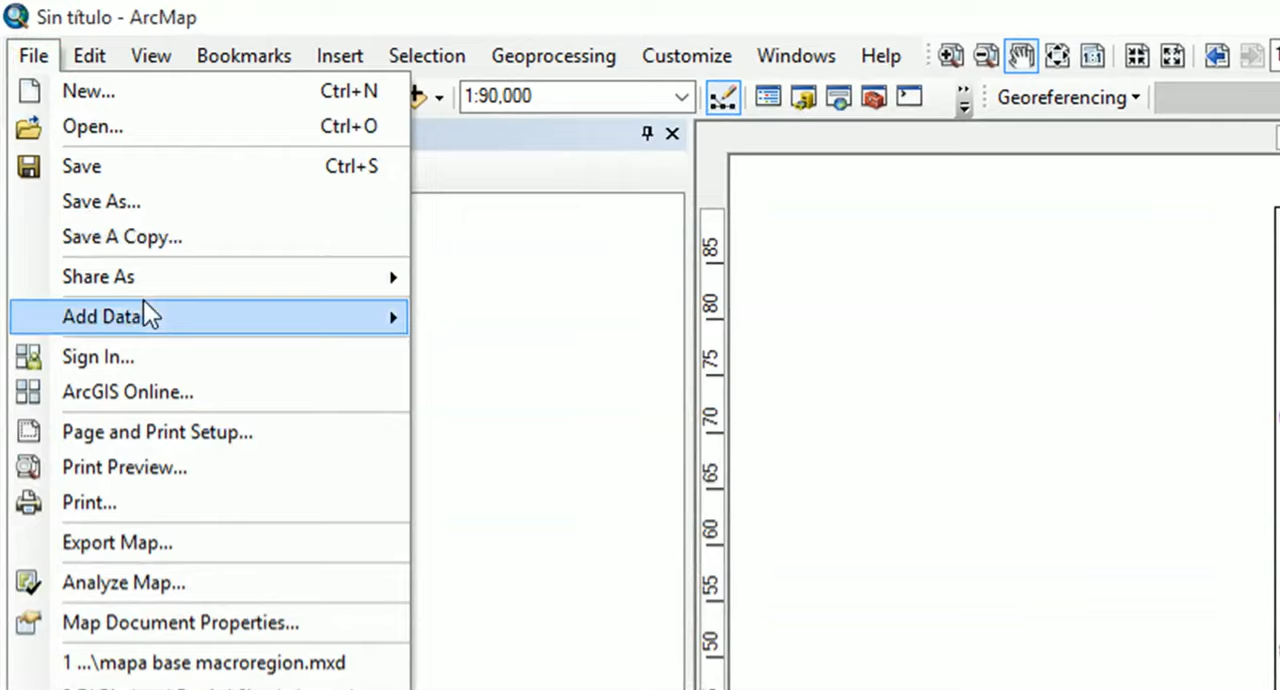 Sin título - ArcMap
File Edit View Bookmarks Insert Selection Geoprocessing Customize Windows Help
New... Ctrl+N
1:90,000
Georeferencing
Open... Ctrl+O
Save Ctrl+S
Save As...
Save A Copy...
Share As
Add Data
Sign In...
ArcGIS Online...
Page and Print Setup...
Print Preview...
Print...
Export Map...
Analyze Map...
Map Document Properties...
1 ...\mapa base macroregion.mxd
85
80
75
70
65
60
55
50